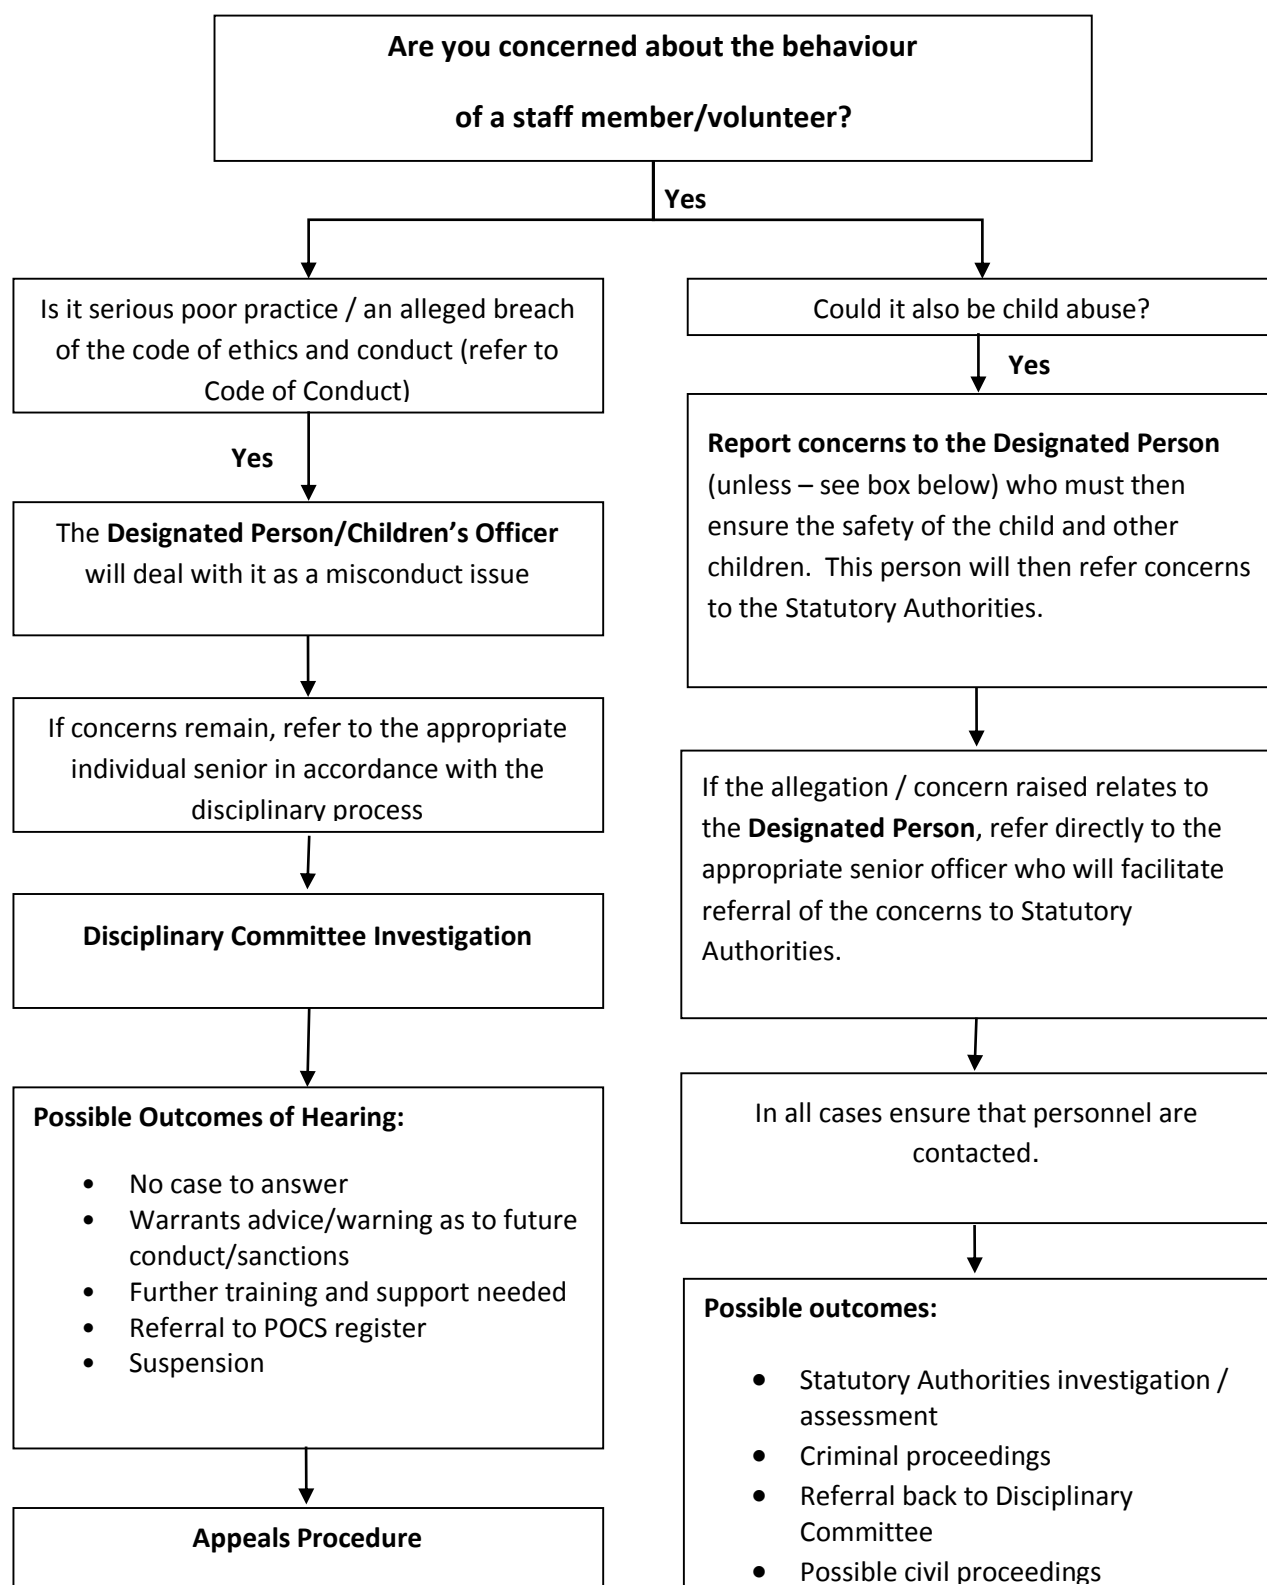 Are you concerned about the behaviour
of a staff member/volunteer?
Yes
Is it serious poor practice / an alleged breach
of the code of ethics and conduct (refer to
Code of Conduct)
Yes
The Designated Person/Children's Officer
will deal with it as a misconduct issue
If concerns remain, refer to the appropriate
individual senior in accordance with the
disciplinary process
Disciplinary Committee Investigation
Possible Outcomes of Hearing:
• No case to answer
• Warrants advice/warning as to future
conduct/sanctions
• Further training and support needed
• Referral to POCS register
• Suspension
Appeals Procedure
Could it also be child abuse?
Yes
Report concerns to the Designated Person
(unless – see box below) who must then
ensure the safety of the child and other
children.  This person will then refer concerns
to the Statutory Authorities.
If the allegation / concern raised relates to
the Designated Person, refer directly to the
appropriate senior officer who will facilitate
referral of the concerns to Statutory
Authorities.
In all cases ensure that personnel are
contacted.
Possible outcomes:
• Statutory Authorities investigation /
assessment
• Criminal proceedings
• Referral back to Disciplinary
Committee
• Possible civil proceedings